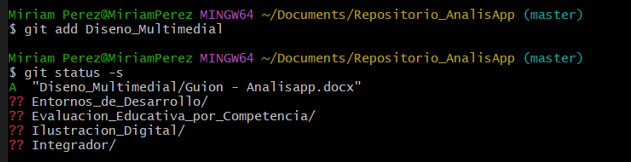 Miriam Perez@MiriamPerez MINGW64 ~/Documents/Repositorio_AnalisApp (master)
$ git add Diseno_Multimedial
Miriam Perez@MiriamPerez MINGW64 ~/Documents/Repositorio_AnalisApp (master)
$ git status -s
A  "Diseno_Multimedial/Guion - Analisapp.docx"
?? Entornos_de_Desarrollo/
?? Evaluacion_Educativa_por_Competencia/
?? Ilustracion_Digital/
?? Integrador/